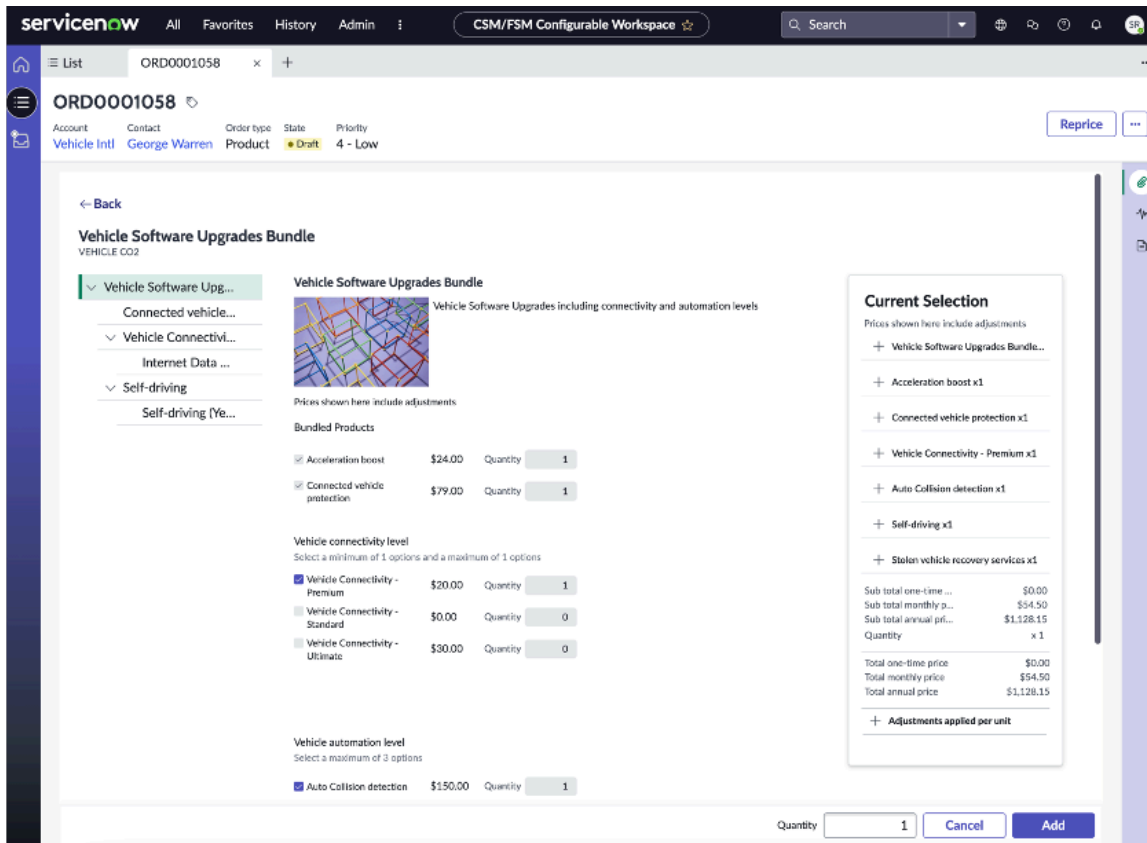 servicenow All Favorites History Admin CSM/FSM Configurable Workspace Search SR
List ORD0001058 × +
ORD0001058
Account Contact Order type State Priority
Vehicle Intl George Warren Product Draft 4 - Low
Reprice ...
← Back
Vehicle Software Upgrades Bundle
VEHICLE CO2
Vehicle Software Upg...
Connected vehicle...
Vehicle Connectivi...
Internet Data ...
Self-driving
Self-driving (Ye...
Vehicle Software Upgrades Bundle
Vehicle Software Upgrades including connectivity and automation levels
Prices shown here include adjustments
Bundled Products
Acceleration boost $24.00 Quantity 1
Connected vehicle protection $79.00 Quantity 1
Vehicle connectivity level
Select a minimum of 1 options and a maximum of 1 options
Vehicle Connectivity - Premium $20.00 Quantity 1
Vehicle Connectivity - Standard $0.00 Quantity 0
Vehicle Connectivity - Ultimate $30.00 Quantity 0
Vehicle automation level
Select a maximum of 3 options
Auto Collision detection $150.00 Quantity 1
Current Selection
Prices shown here include adjustments
+ Vehicle Software Upgrades Bundle...
+ Acceleration boost x1
+ Connected vehicle protection x1
+ Vehicle Connectivity - Premium x1
+ Auto Collision detection x1
+ Self-driving x1
+ Stolen vehicle recovery services x1
Sub total one-time ... $0.00
Sub total monthly p... $54.50
Sub total annual pri... $1,128.15
Quantity x 1
Total one-time price $0.00
Total monthly price $54.50
Total annual price $1,128.15
+ Adjustments applied per unit
Quantity 1 Cancel Add